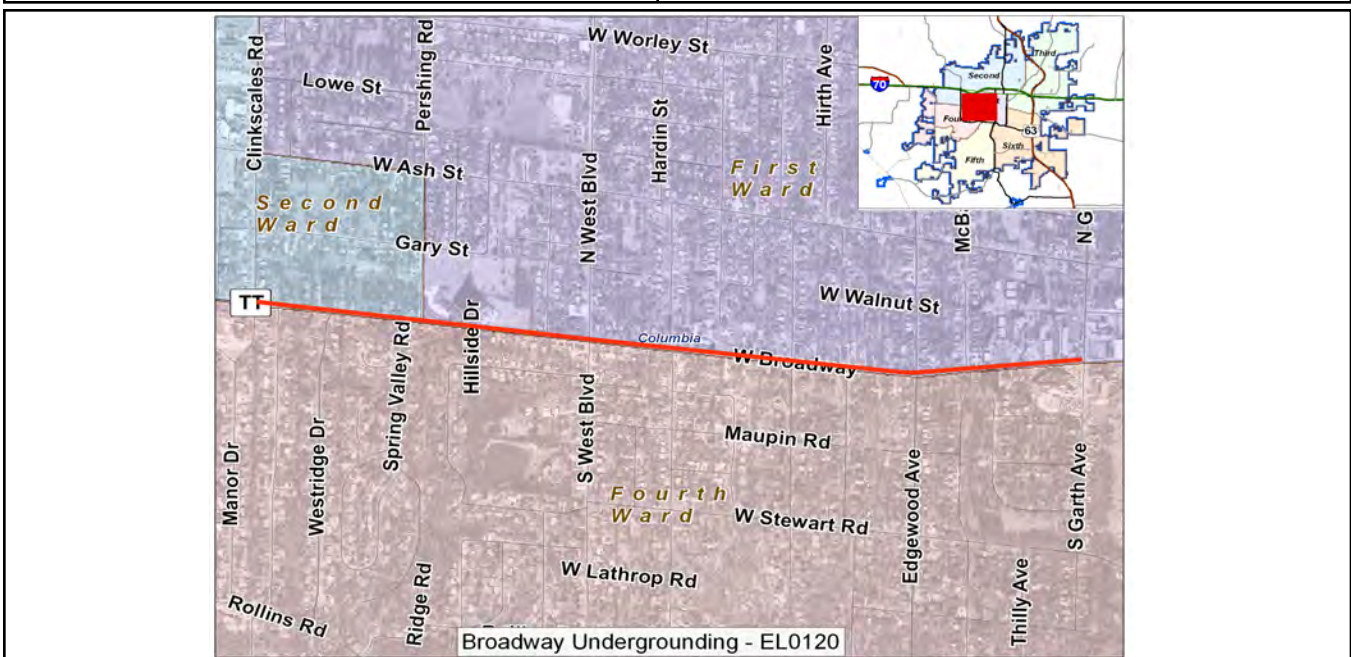 Clinkscales Rd
Lowe St
Pershing Rd
W Worley St
Hirth Ave
Hardin St
N West Blvd
W Ash St
First
Ward
Second
Ward
Gary St
70
Second
Third
Sixth
63
Fifth
N G
W Walnut St
TT
Hillside Dr
Columbia
W Broadway
Spring Valley Rd
Manor Dr
Westridge Dr
S West Blvd
Maupin Rd
Fourth
Ward
W Stewart Rd
Edgewood Ave
S Garth Ave
W Lathrop Rd
Ridge Rd
Rollins Rd
Thilly Ave
Broadway Undergrounding - EL0120